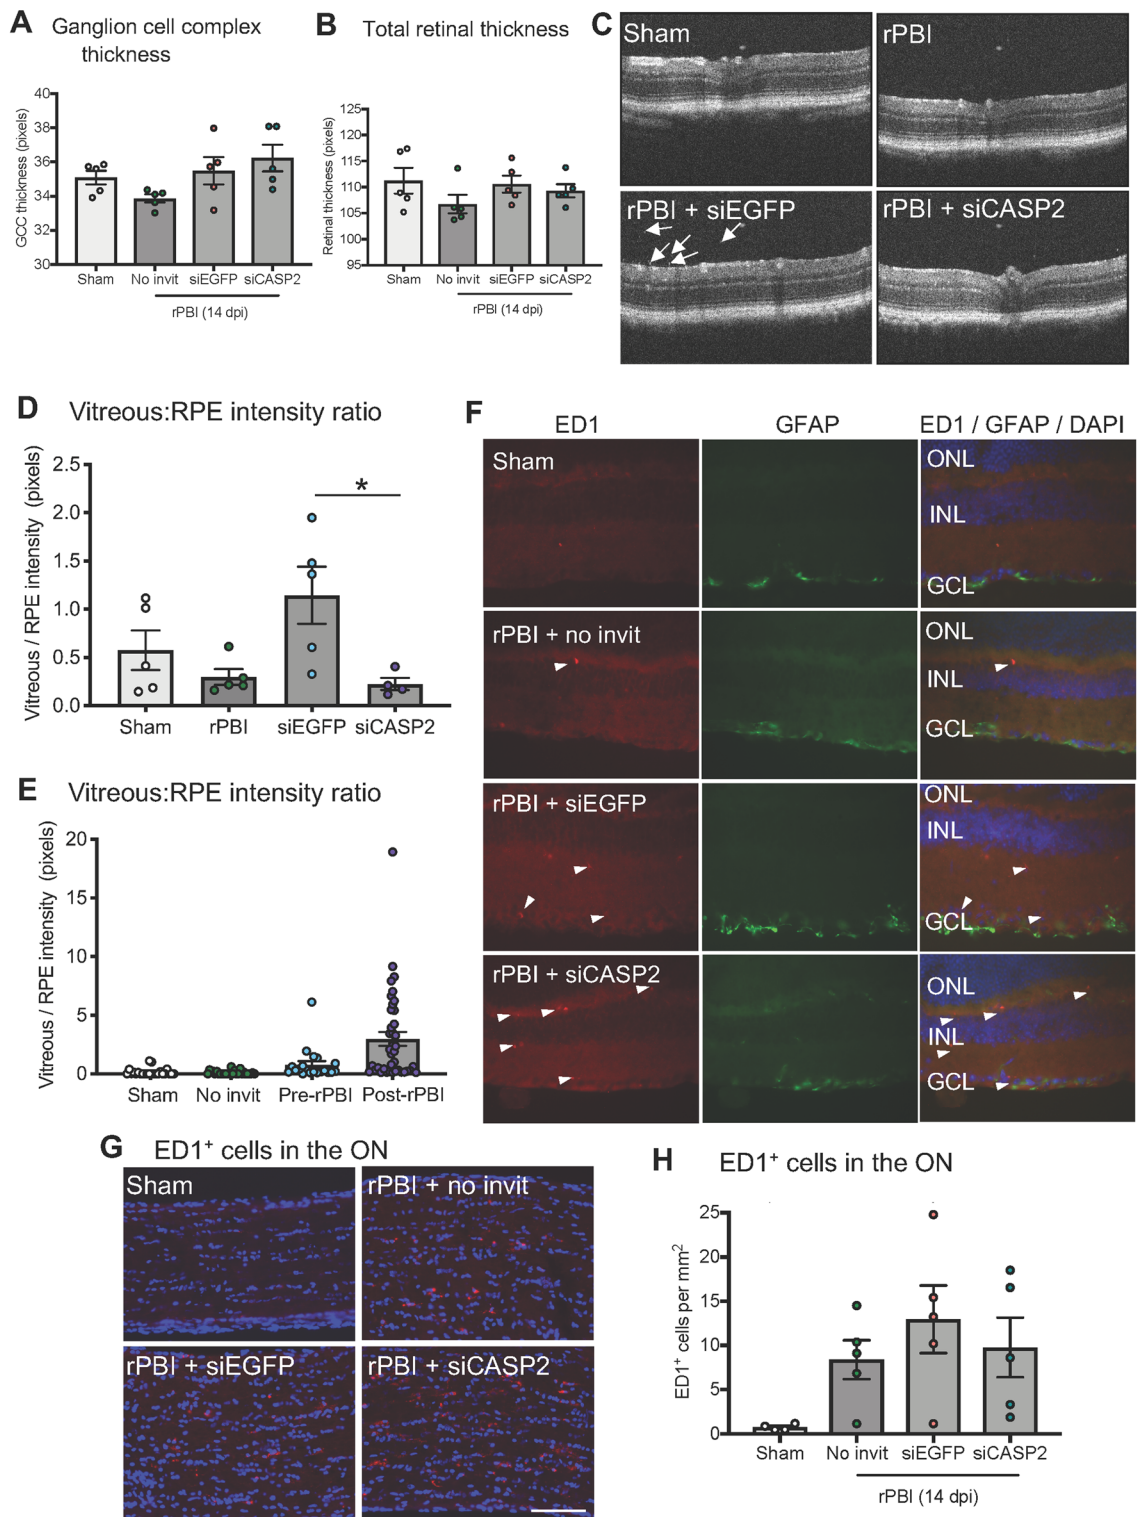 A Ganglion cell complex
thickness
GCC thickness (pixels)
40
38
36
34
32
30
Sham No invit siEGFP siCASP2
rPBI (14 dpi)
B Total retinal thickness
Retinal thickness (pixels)
125
120
115
110
105
100
95
Sham No invit siEGFP siCASP2
rPBI (14 dpi)
C
Sham
rPBI
rPBI + siEGFP
rPBI + siCASP2
D Vitreous:RPE intensity ratio
Vitreous / RPE intensity (pixels)
2.5
2.0
1.5
1.0
0.5
0.0
*
Sham rPBI siEGFP siCASP2
E Vitreous:RPE intensity ratio
Vitreous / RPE intensity (pixels)
20
15
10
5
0
Sham No invit Pre-rPBI Post-rPBI
F
ED1 GFAP ED1 / GFAP / DAPI
Sham
ONL
INL
GCL
rPBI + no invit
ONL
INL
GCL
rPBI + siEGFP
ONL
INL
GCL
rPBI + siCASP2
ONL
INL
GCL
G ED1+ cells in the ON
Sham
rPBI + no invit
rPBI + siEGFP
rPBI + siCASP2
H ED1+ cells in the ON
ED1+ cells per mm2
25
20
15
10
5
0
Sham No invit siEGFP siCASP2
rPBI (14 dpi)